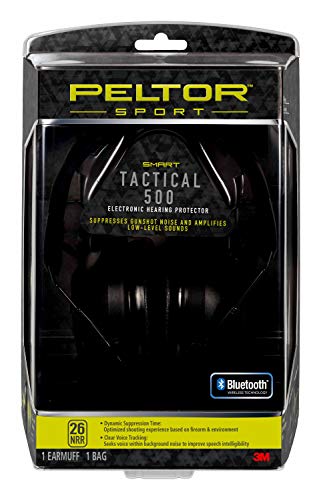 PELTOR™
SPORT
SMART
TACTICAL
500
ELECTRONIC HEARING PROTECTOR
SUPPRESSES GUNSHOT NOISE AND AMPLIFIES
LOW-LEVEL SOUNDS
Bluetooth®
WIRELESS TECHNOLOGY
26
NRR
• Dynamic Suppression Time:
Optimized shooting experience based on firearm & environment
• Clear Voice Tracking:
Seeks voice within background noise to improve speech intelligibility
1 EARMUFF 1 BAG
3M